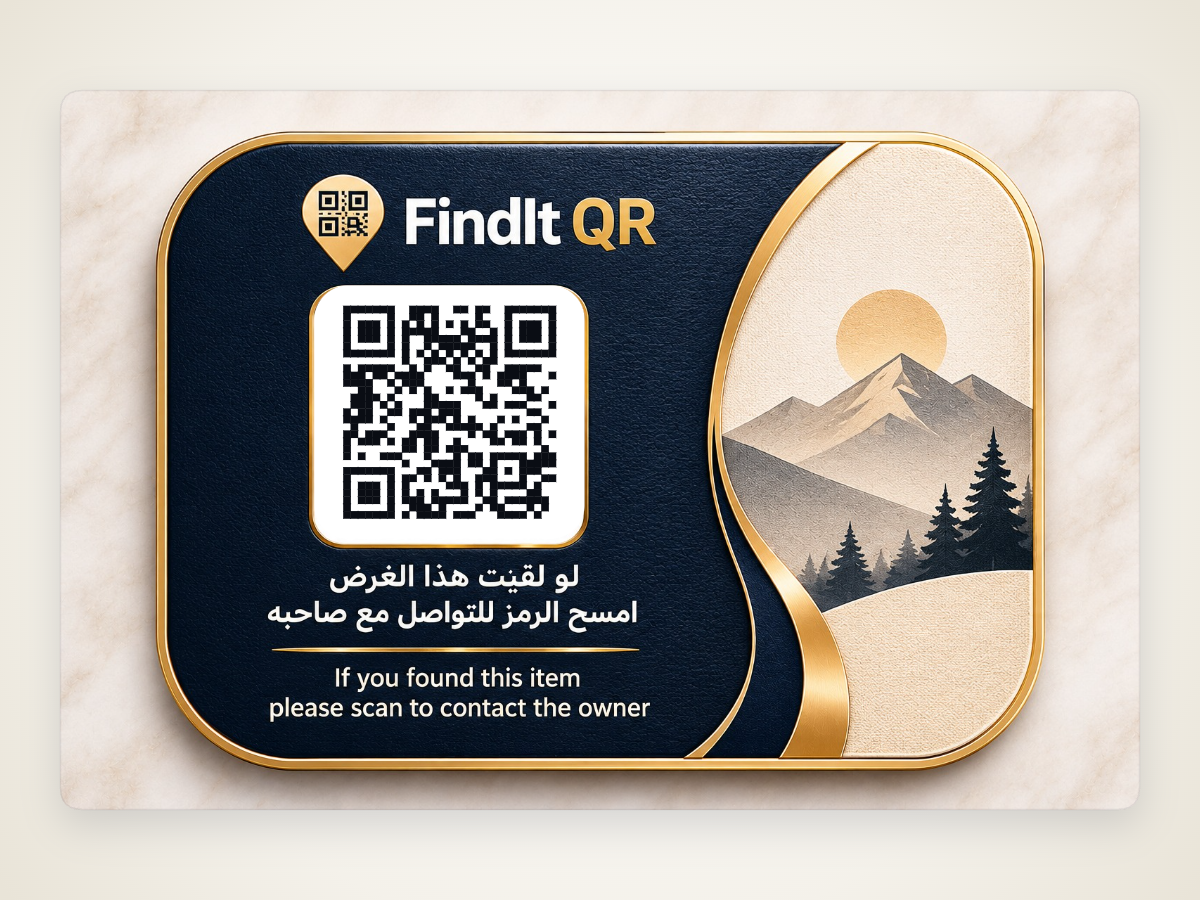 FindIt QR
لو لقيت هذا الغرض
امسح الرمز للتواصل مع صاحبه
If you found this item
please scan to contact the owner